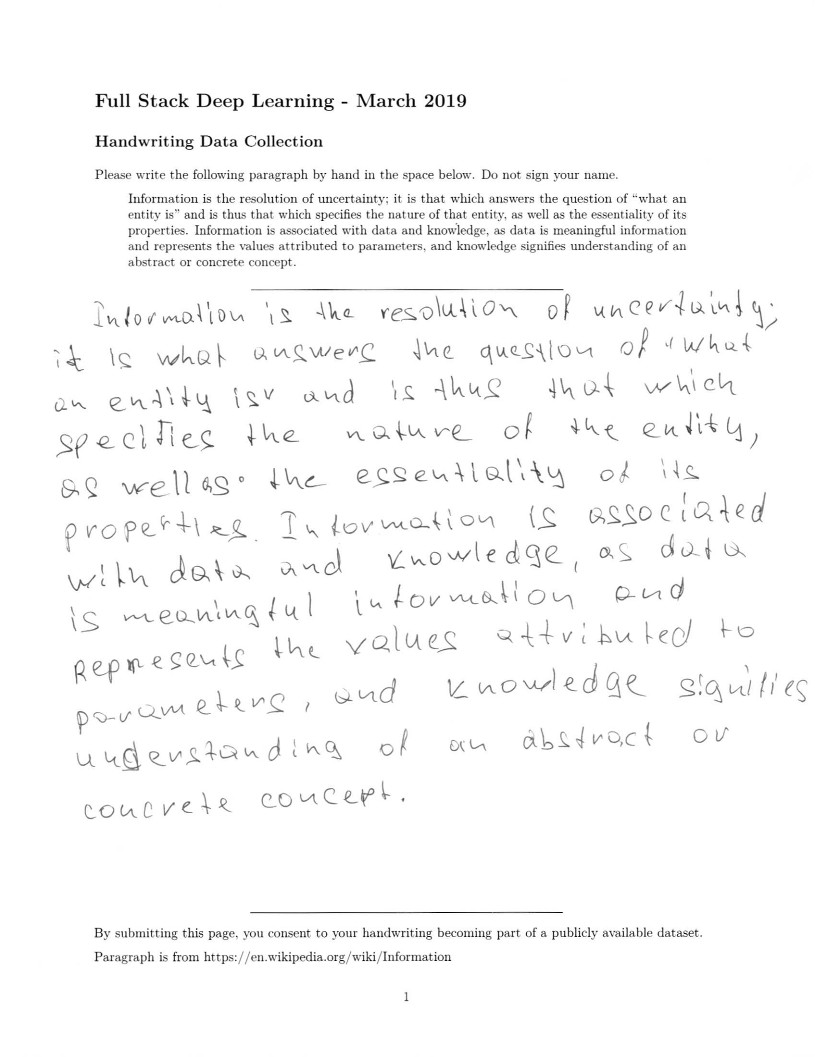 Full Stack Deep Learning - March 2019
Handwriting Data Collection
Please write the following paragraph by hand in the space below. Do not sign your name.
Information is the resolution of uncertainty; it is that which answers the question of “what an
entity is” and is thus that which specifies the nature of that entity, as well as the essentiality of its
properties. Information is associated with data and knowledge, as data is meaningful information
and represents the values attributed to parameters, and knowledge signifies understanding of an
abstract or concrete concept.
Information is the resolution of uncertainty;
it is what answers the question of "what
an entity is" and is thus that which
specifies the nature of the entity,
as well as the essentiality of its
properties. Information is associated
with data and knowledge, as data
is meaningful information and
Represents the values attributed to
parameters, and knowledge signifies
understanding of an abstract or
concrete concept.
By submitting this page, you consent to your handwriting becoming part of a publicly available dataset.
Paragraph is from https://en.wikipedia.org/wiki/Information
1